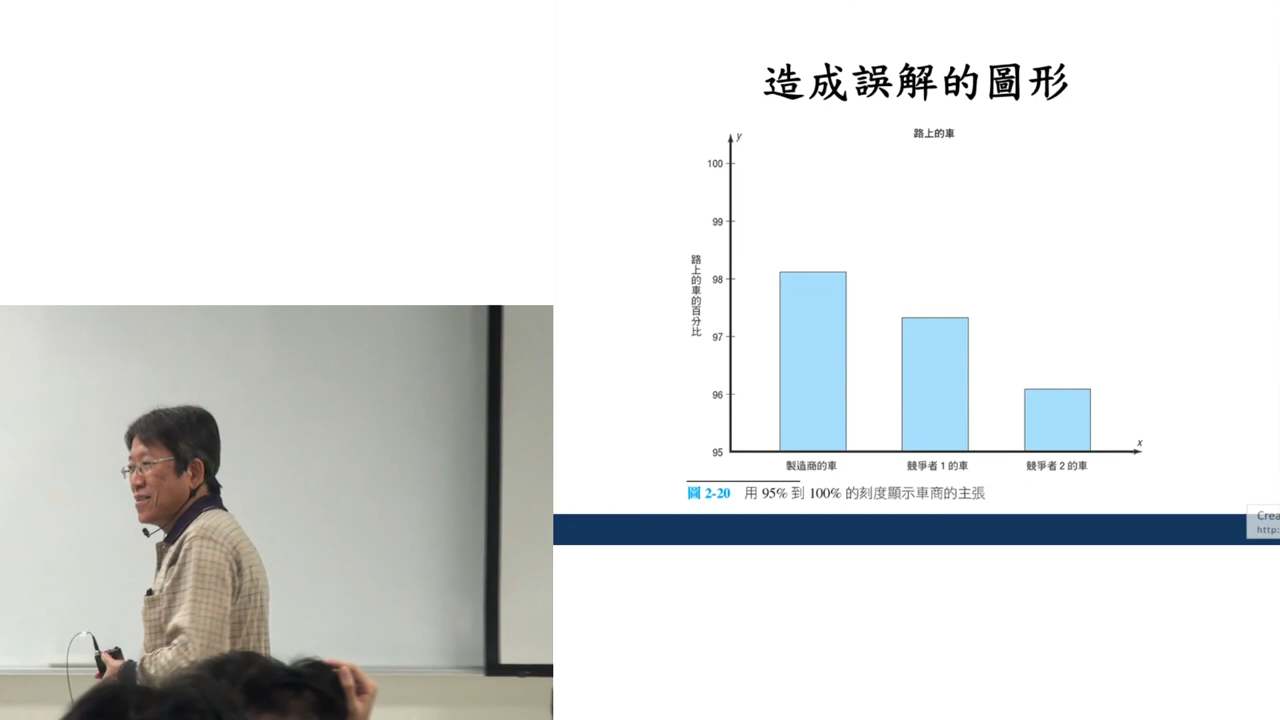 造成誤解的圖形
路上的車
y
100
99
98
97
96
95
路上的車的百分比
x
製造商的車
競爭者 1 的車
競爭者 2 的車
圖 2-20 用 95% 到 100% 的刻度顯示車商的主張
Crea
http: